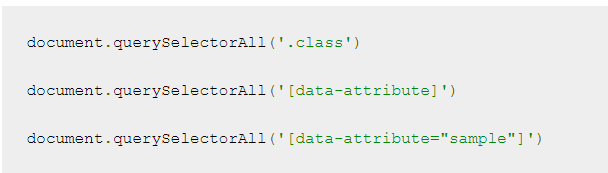 document.querySelectorAll('.class')
document.querySelectorAll('[data-attribute]')
document.querySelectorAll('[data-attribute="sample"]')